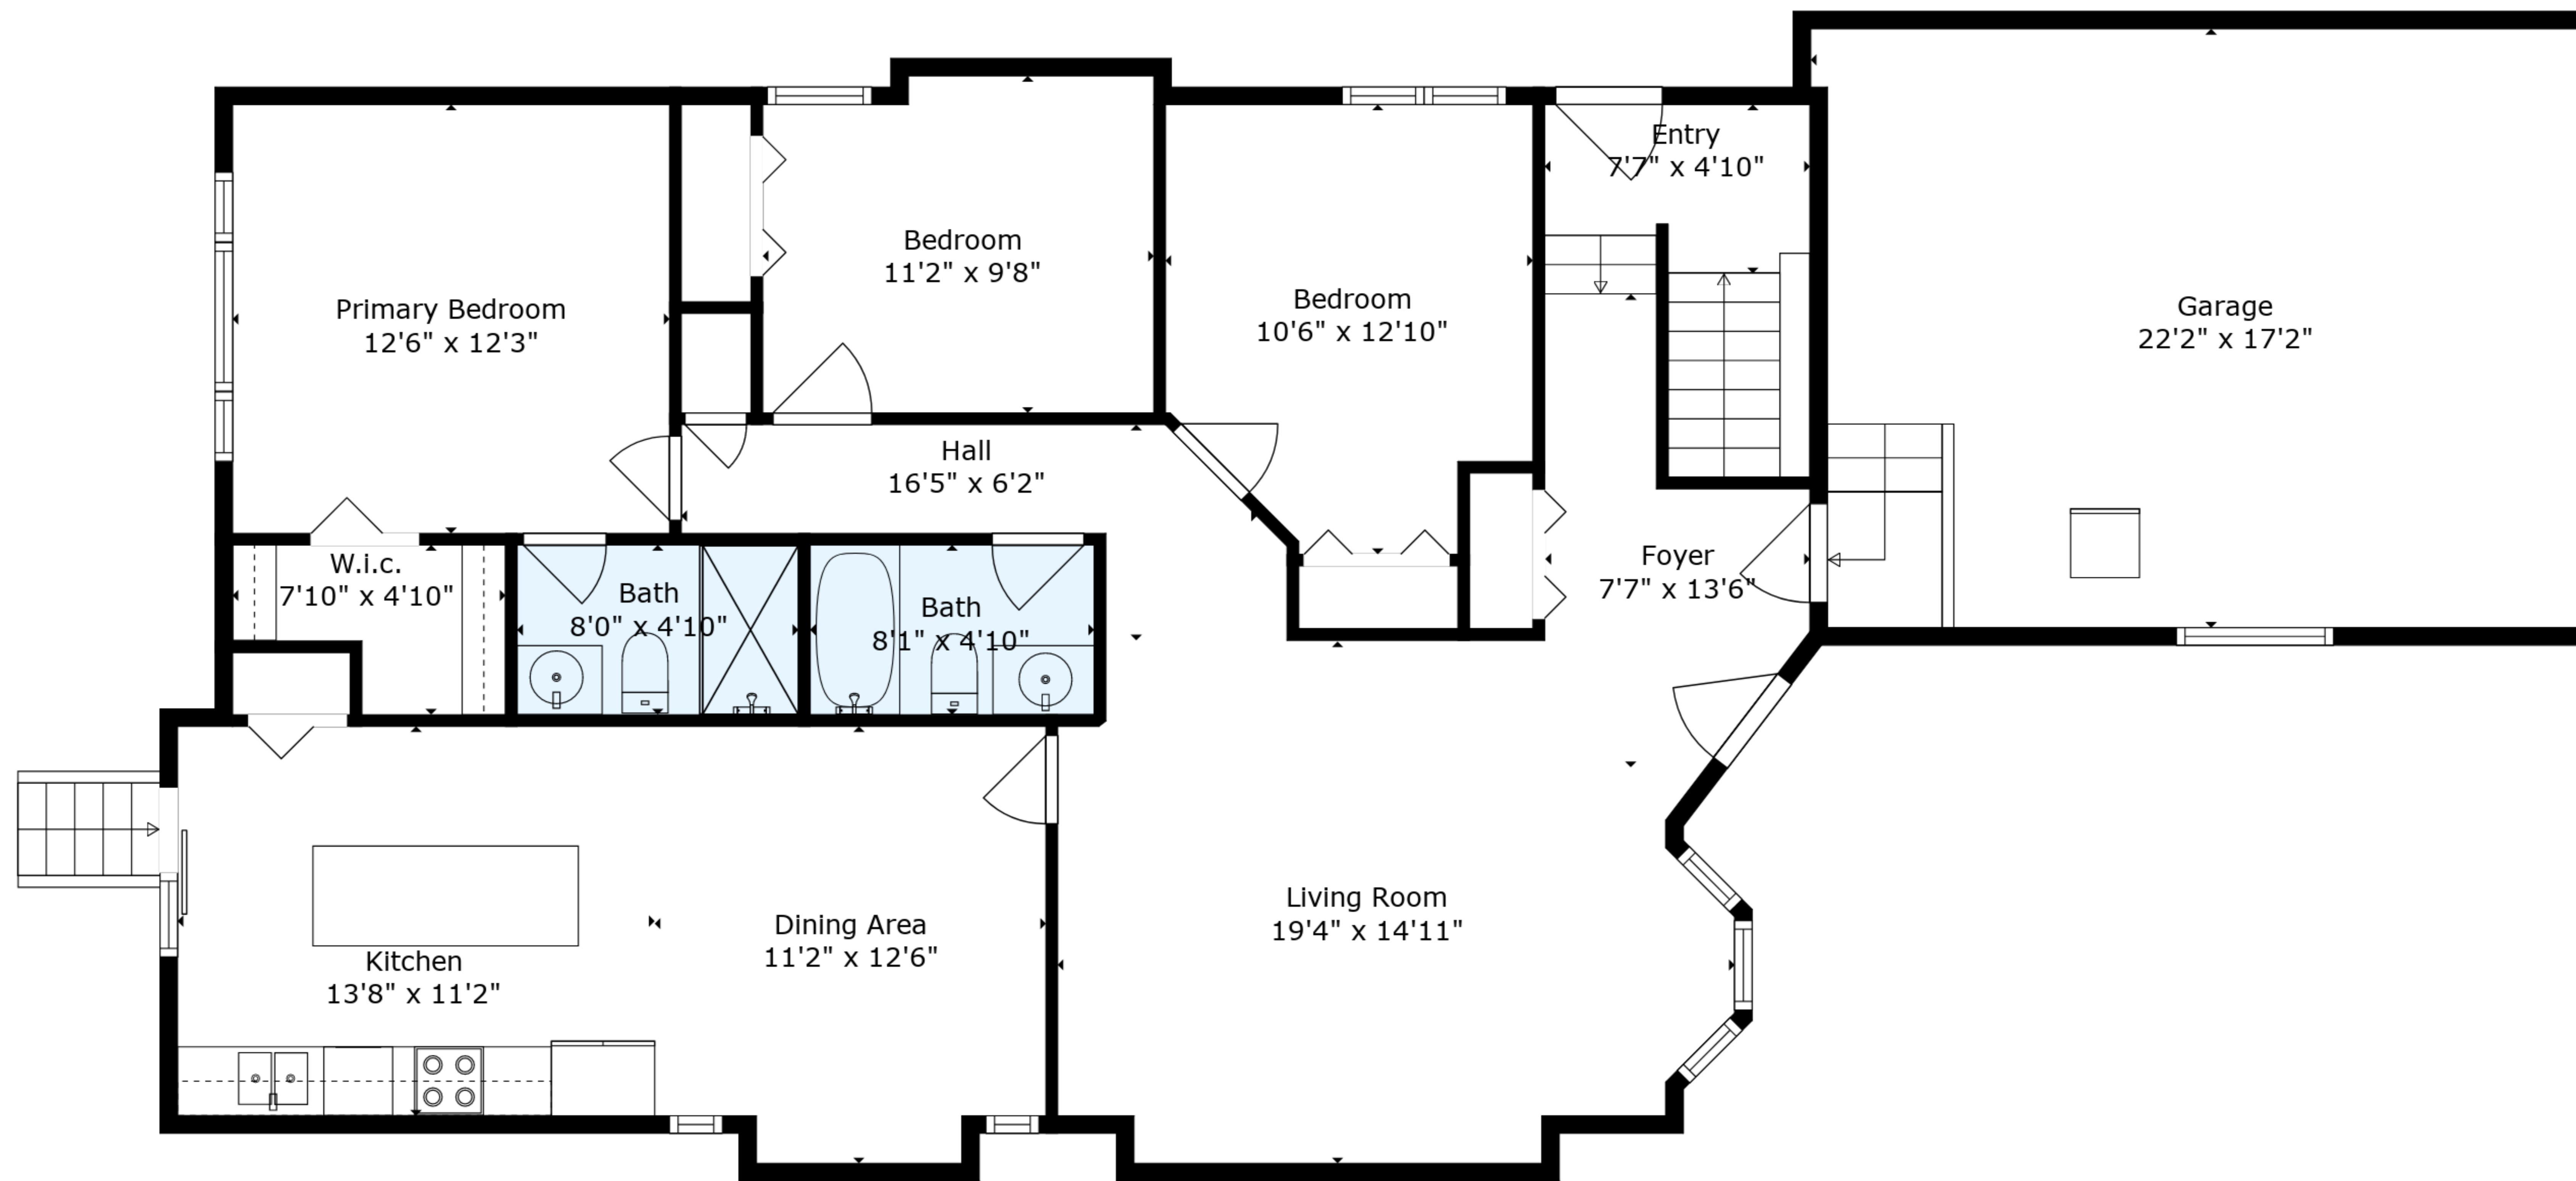 Entry
7'7" x 4'10"
Bedroom
11'2" x 9'8"
Primary Bedroom
12'6" x 12'3"
Bedroom
10'6" x 12'10"
Garage
22'2" x 17'2"
Hall
16'5" x 6'2"
W.i.c.
7'10" x 4'10"
Bath
8'0" x 4'10"
Bath
8'1" x 4'10"
Foyer
7'7" x 13'6"
Kitchen
13'8" x 11'2"
Dining Area
11'2" x 12'6"
Living Room
19'4" x 14'11"